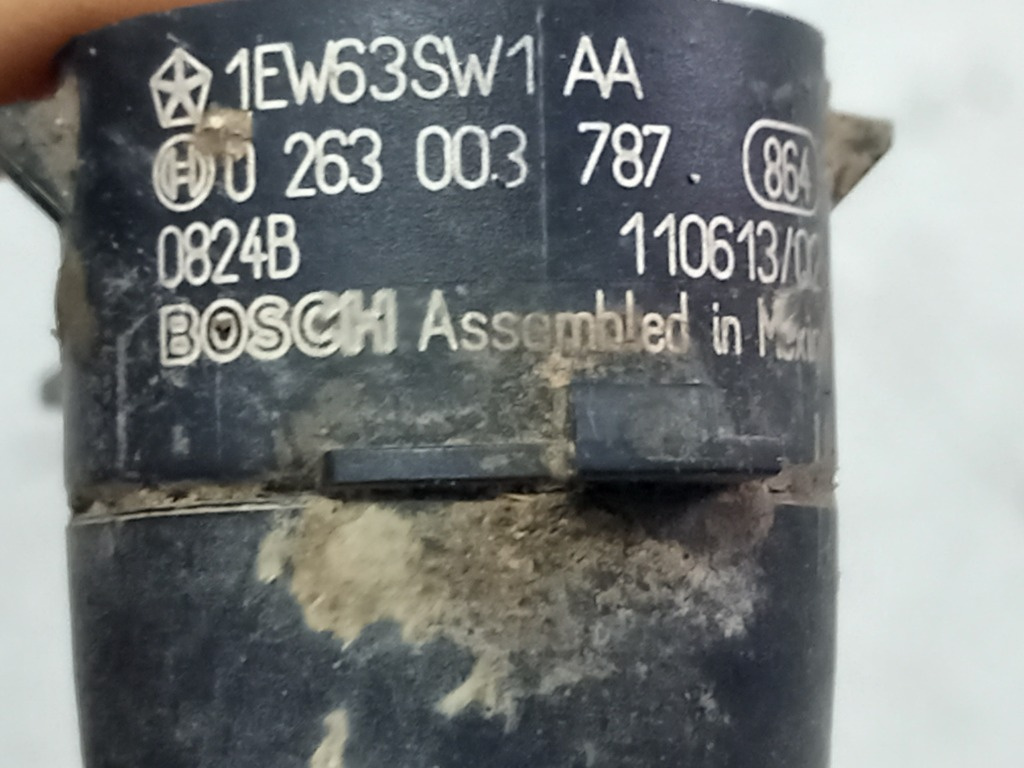 1EW63SW1 AA
0 263 003 787. 864
0824B 110613/
BOSCH Assembled in